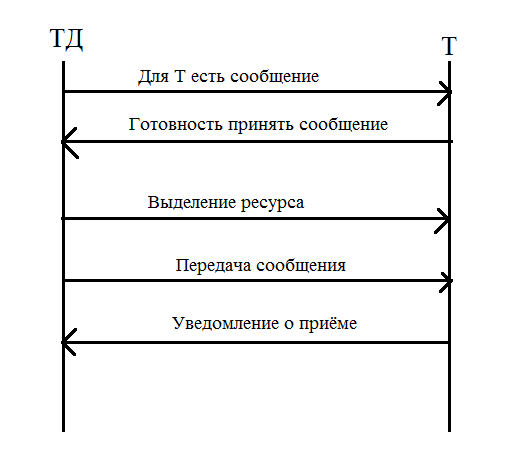 ТД
Т
Для Т есть сообщение
Готовность принять сообщение
Выделение ресурса
Передача сообщения
Уведомление о приёме